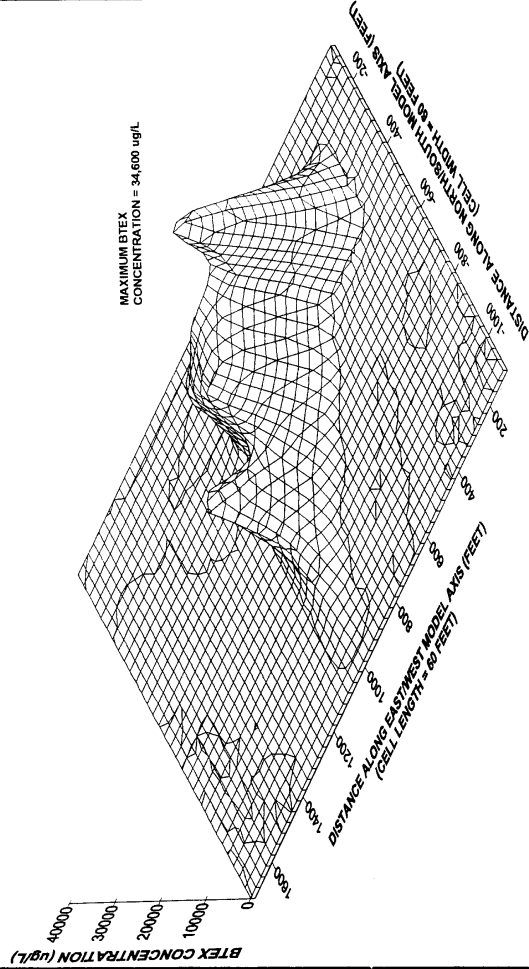 MAXIMUM BTEX
CONCENTRATION = 34,600 ug/L
BTEX CONCENTRATION (ug/L)
40000
30000
20000
10000
0
1600
1400
1200
1000
800
600
400
200
DISTANCE ALONG EAST/WEST MODEL AXIS (FEET)
(CELL LENGTH = 60 FEET)
-1000
-800
-600
-400
-200
DISTANCE ALONG NORTH/SOUTH MODEL AXIS (FEET)
(CELL WIDTH = 60 FEET)